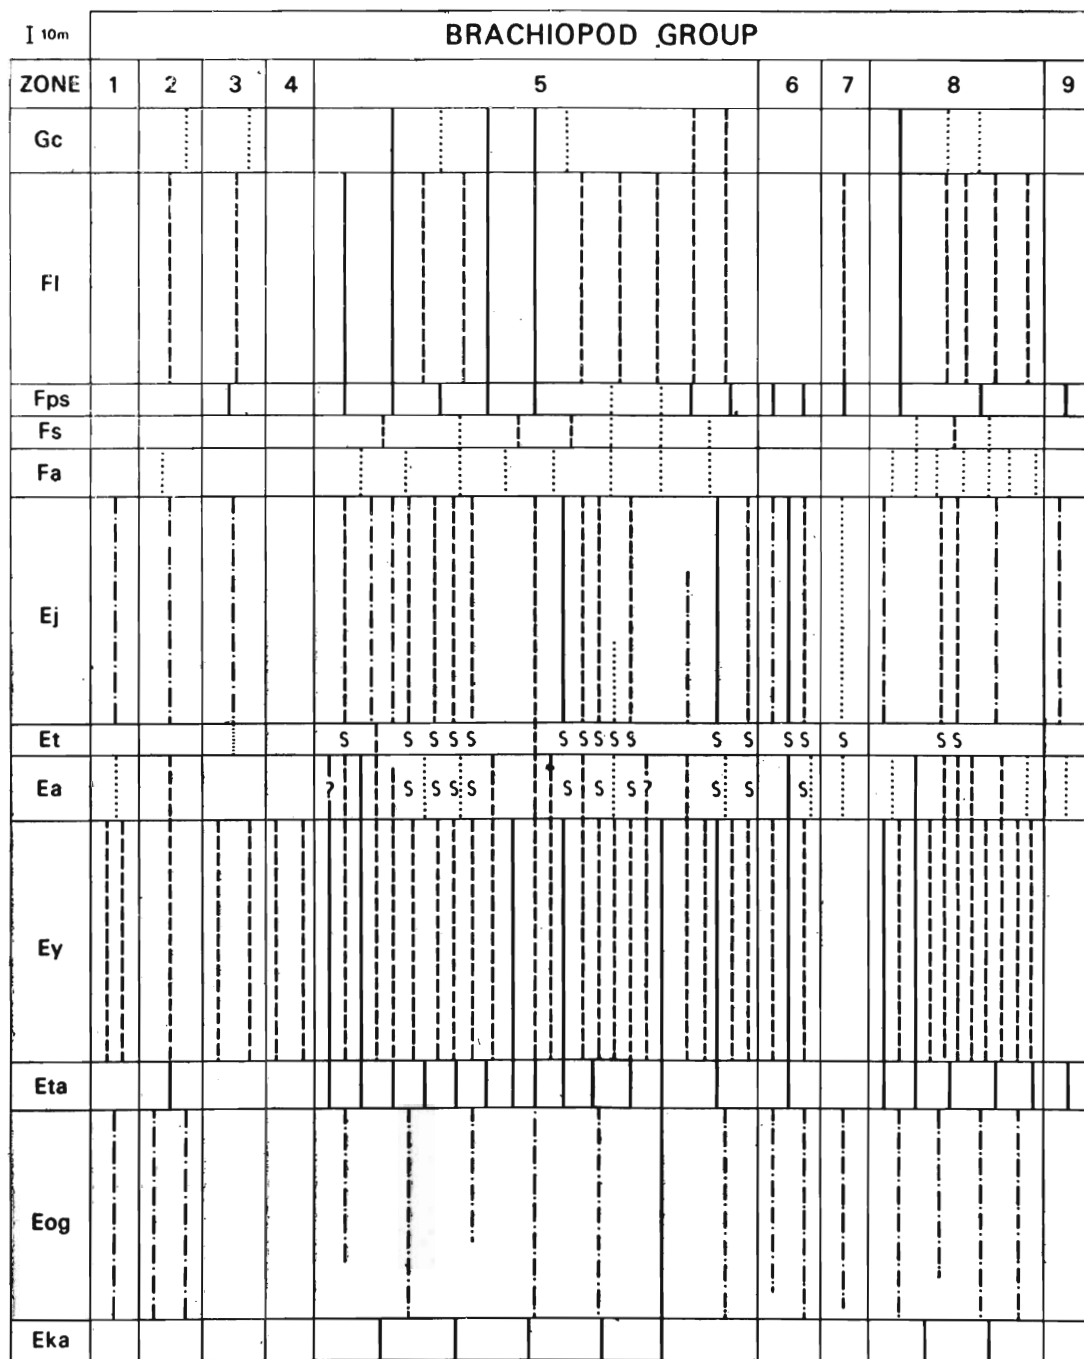 I 10m
BRACHIOPOD GROUP
ZONE 1 2 3 4 5 6 7 8 9
Gc
Fl
Fps
Fs
Fa
Ej
Et S S S S S S S S S S S S S S S S S S
Ea ? S S S S S S S ? S S S
Ey
Eta
Eog
Eka